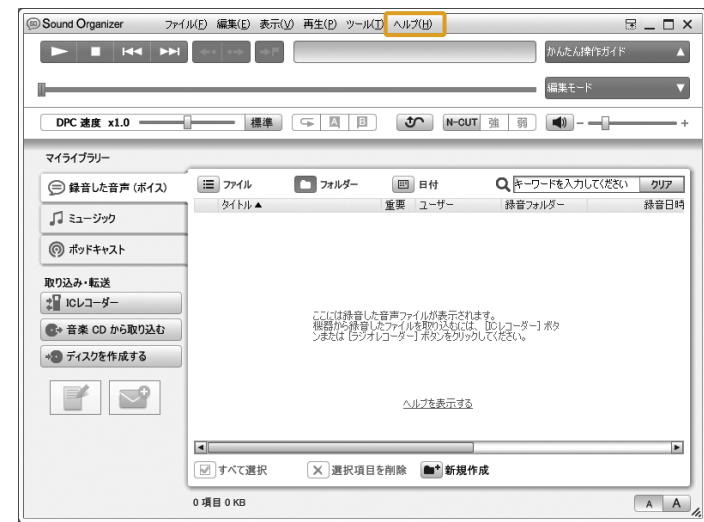 Sound Organizer ファイル(F) 編集(E) 表示(V) 再生(P) ツール(T) ヘルプ(H)
かんたん操作ガイド
編集モード
DPC 速度 x1.0 標準 A B N-CUT 強 弱 - +
マイライブラリー
録音した音声 (ボイス)
ミュージック
ポッドキャスト
取り込み・転送
ICレコーダー
音楽 CD から取り込む
ディスクを作成する
ファイル フォルダー 日付 キーワードを入力してください クリア
タイトル 重要 ユーザー 録音フォルダー 録音日時
ここには録音した音声ファイルが表示されます。
機器から録音したファイルを取り込むには、[ICレコーダー] ボタ
ンまたは [ラジオレコーダー] ボタンをクリックしてください。
ヘルプを表示する
すべて選択 選択項目を削除 新規作成
0 項目 0 KB A A